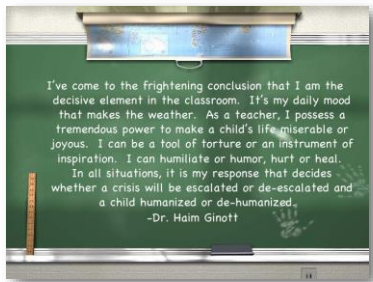 I've come to the frightening conclusion that I am the
decisive element in the classroom.  It's my daily mood
that makes the weather.  As a teacher, I possess a
tremendous power to make a child's life miserable or
joyous.  I can be a tool of torture or an instrument of
inspiration.  I can humiliate or humor, hurt or heal.
In all situations, it is my response that decides
whether a crisis will be escalated or de-escalated and
a child humanized or de-humanized.
-Dr. Haim Ginott